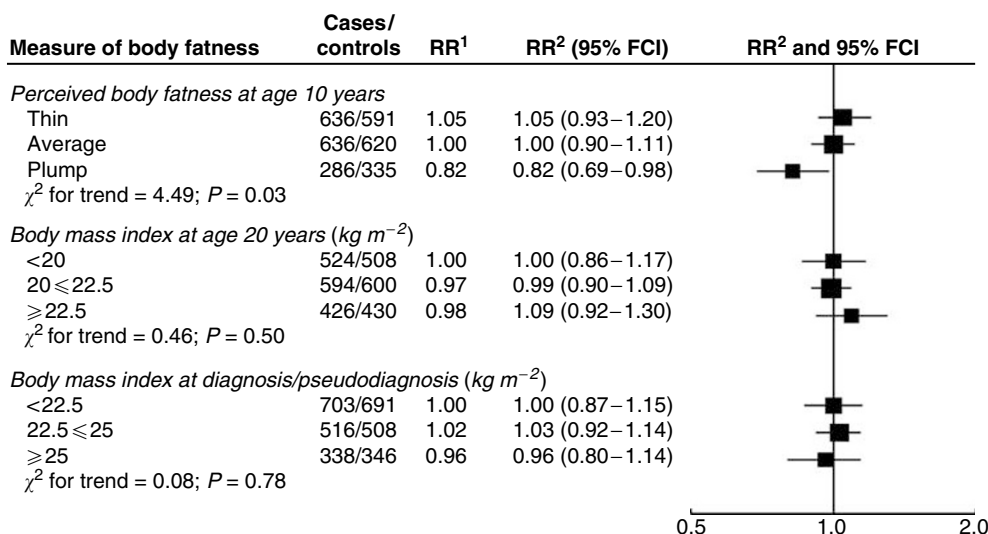 Cases/
Measure of body fatness controls RR¹ RR² (95% FCI) RR² and 95% FCI
Perceived body fatness at age 10 years
Thin 636/591 1.05 1.05 (0.93–1.20)
Average 636/620 1.00 1.00 (0.90–1.11)
Plump 286/335 0.82 0.82 (0.69–0.98)
χ² for trend = 4.49; P = 0.03
Body mass index at age 20 years (kg m⁻²)
<20 524/508 1.00 1.00 (0.86–1.17)
20⩽22.5 594/600 0.97 0.99 (0.90–1.09)
⩾22.5 426/430 0.98 1.09 (0.92–1.30)
χ² for trend = 0.46; P = 0.50
Body mass index at diagnosis/pseudodiagnosis (kg m⁻²)
<22.5 703/691 1.00 1.00 (0.87–1.15)
22.5⩽25 516/508 1.02 1.03 (0.92–1.14)
⩾25 338/346 0.96 0.96 (0.80–1.14)
χ² for trend = 0.08; P = 0.78
0.5 1.0 2.0